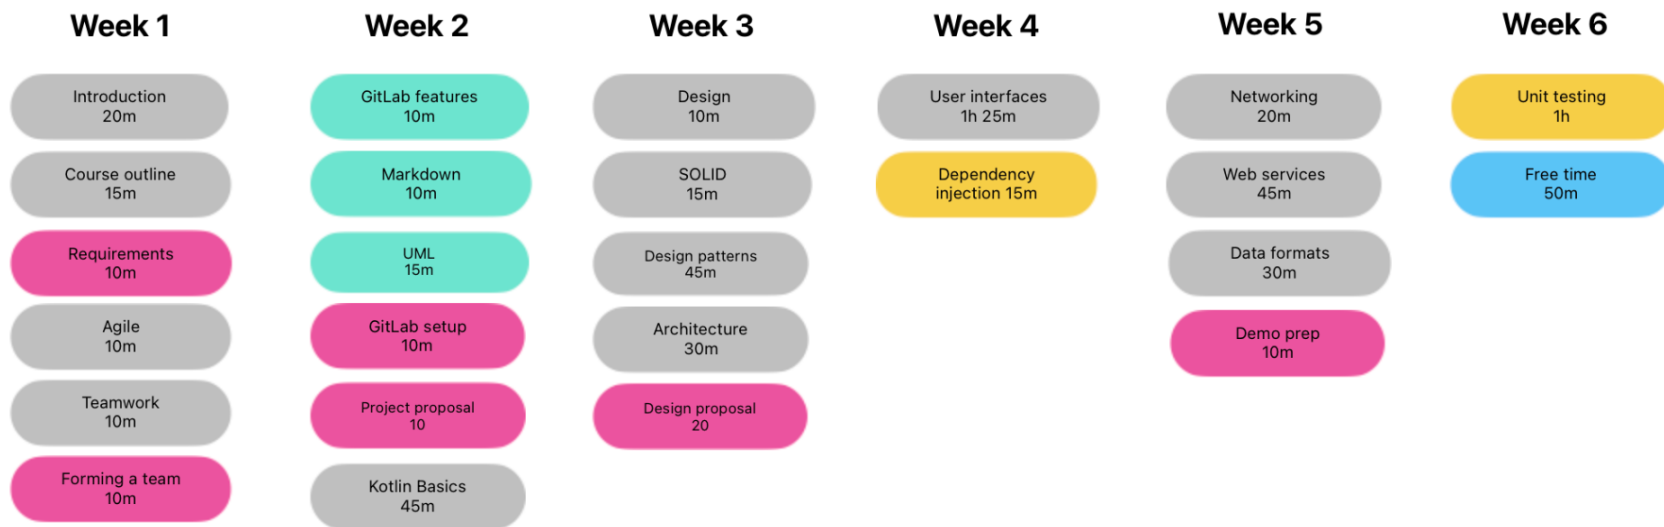 Week 1
Introduction
20m
Course outline
15m
Requirements
10m
Agile
10m
Teamwork
10m
Forming a team
10m
Week 2
GitLab features
10m
Markdown
10m
UML
15m
GitLab setup
10m
Project proposal
10
Kotlin Basics
45m
Week 3
Design
10m
SOLID
15m
Design patterns
45m
Architecture
30m
Design proposal
20
Week 4
User interfaces
1h 25m
Dependency
injection 15m
Week 5
Networking
20m
Web services
45m
Data formats
30m
Demo prep
10m
Week 6
Unit testing
1h
Free time
50m